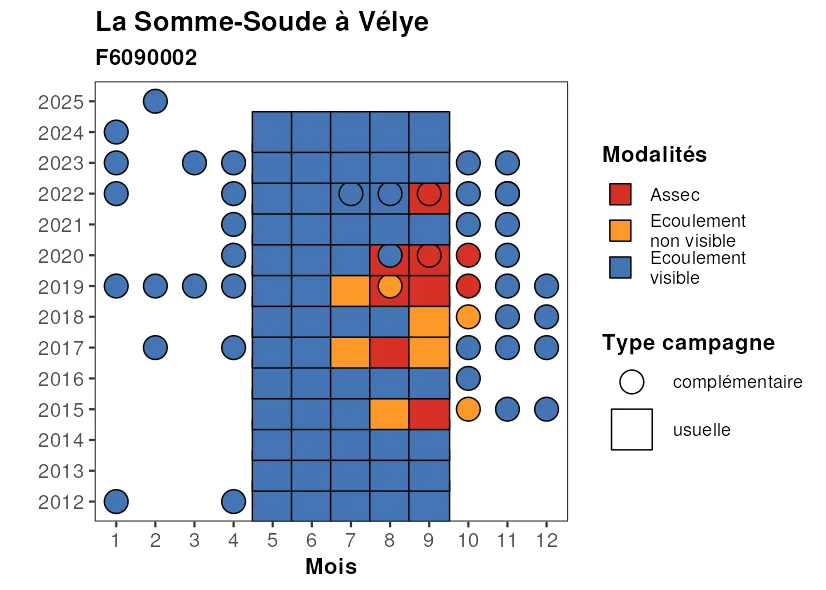 La Somme-Soude à Vélye
F6090002
2025
2024
2023
2022
2021
2020
2019
2018
2017
2016
2015
2014
2013
2012
1 2 3 4 5 6 7 8 9 10 11 12
Mois
Modalités
Assec
Ecoulement
non visible
Ecoulement
visible
Type campagne
complémentaire
usuelle